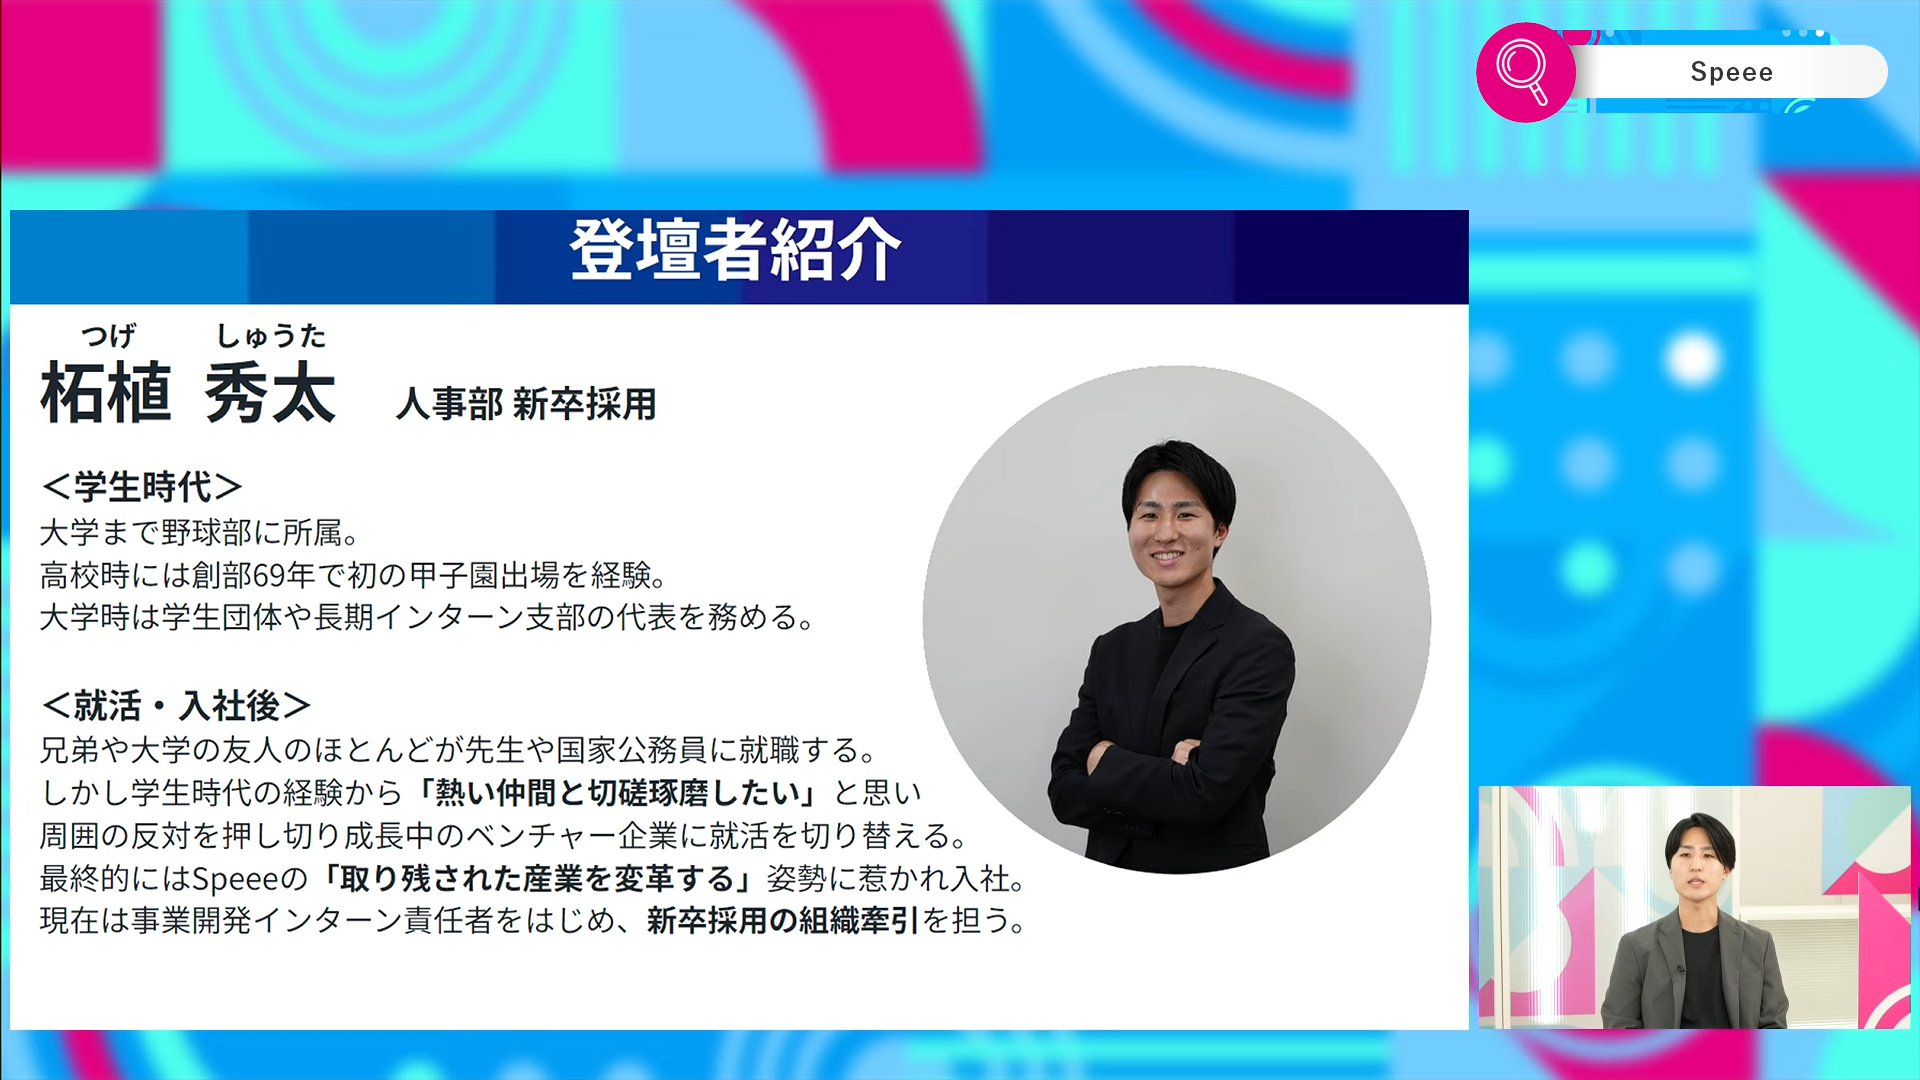 Speee
登壇者紹介
つげ しゅうた
柘植 秀太 人事部 新卒採用
＜学生時代＞
大学まで野球部に所属。
高校時には創部69年で初の甲子園出場を経験。
大学時は学生団体や長期インターン支部の代表を務める。
＜就活・入社後＞
兄弟や大学の友人のほとんどが先生や国家公務員に就職する。
しかし学生時代の経験から「熱い仲間と切磋琢磨したい」と思い
周囲の反対を押し切り成長中のベンチャー企業に就活を切り替える。
最終的にはSpeeeの「取り残された産業を変革する」姿勢に惹かれ入社。
現在は事業開発インターン責任者をはじめ、新卒採用の組織牽引を担う。